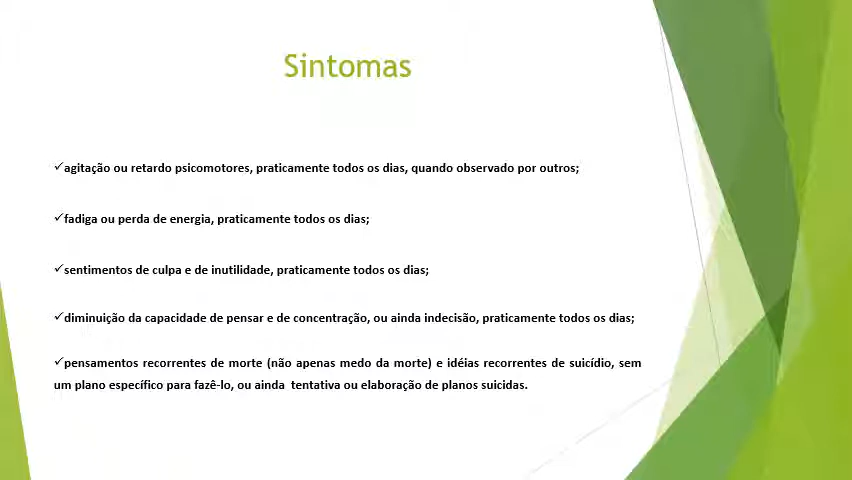 Sintomas
✓agitação ou retardo psicomotores, praticamente todos os dias, quando observado por outros;
✓fadiga ou perda de energia, praticamente todos os dias;
✓sentimentos de culpa e de inutilidade, praticamente todos os dias;
✓diminuição da capacidade de pensar e de concentração, ou ainda indecisão, praticamente todos os dias;
✓pensamentos recorrentes de morte (não apenas medo da morte) e idéias recorrentes de suicídio, sem
um plano específico para fazê-lo, ou ainda tentativa ou elaboração de planos suicidas.